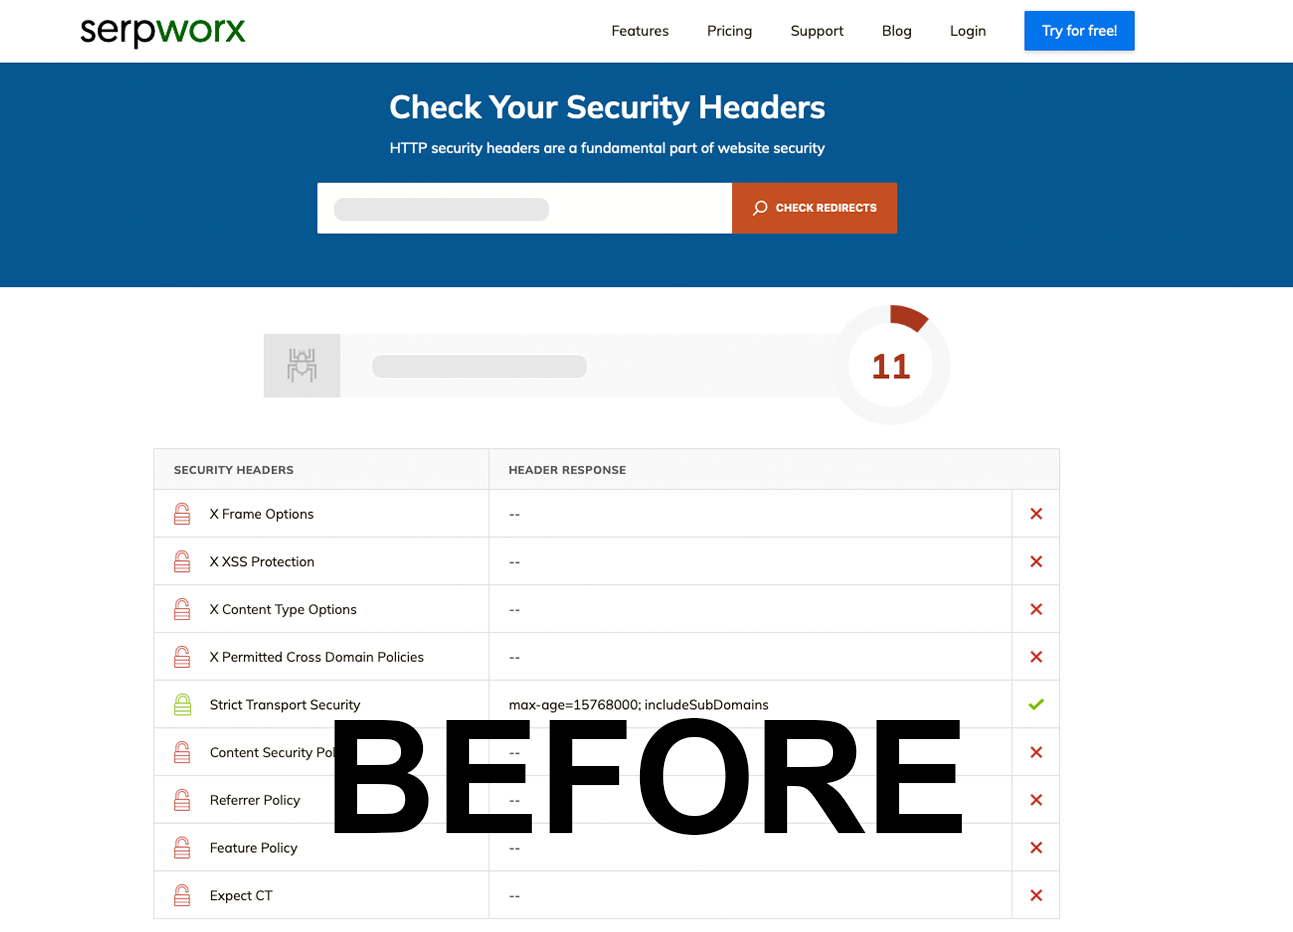 serpworx
Features Pricing Support Blog Login Try for free!
Check Your Security Headers
HTTP security headers are a fundamental part of website security
CHECK REDIRECTS
11
SECURITY HEADERS HEADER RESPONSE
X Frame Options --
X XSS Protection --
X Content Type Options --
X Permitted Cross Domain Policies --
Strict Transport Security max-age=15768000; includeSubDomains
Content Security --
BEFORE
Referrer Policy --
Feature Policy --
Expect CT --